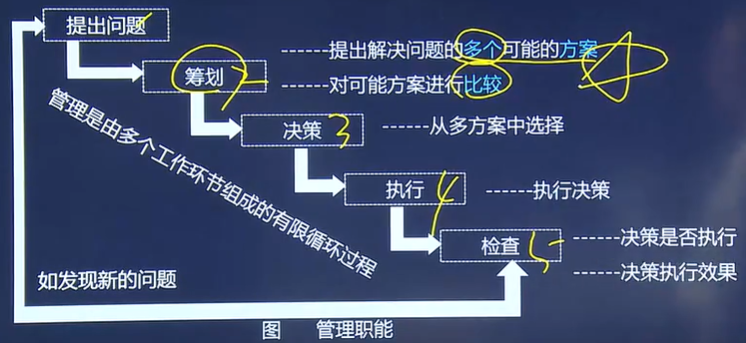 提出问题
筹划 2
------提出解决问题的多个可能的方案
------对可能方案进行比较
决策 3
------从多方案中选择
执行 4
------执行决策
检查 5
------决策是否执行
------决策执行效果
管理是由多个工作环节组成的有限循环过程
如发现新的问题
图 管理职能